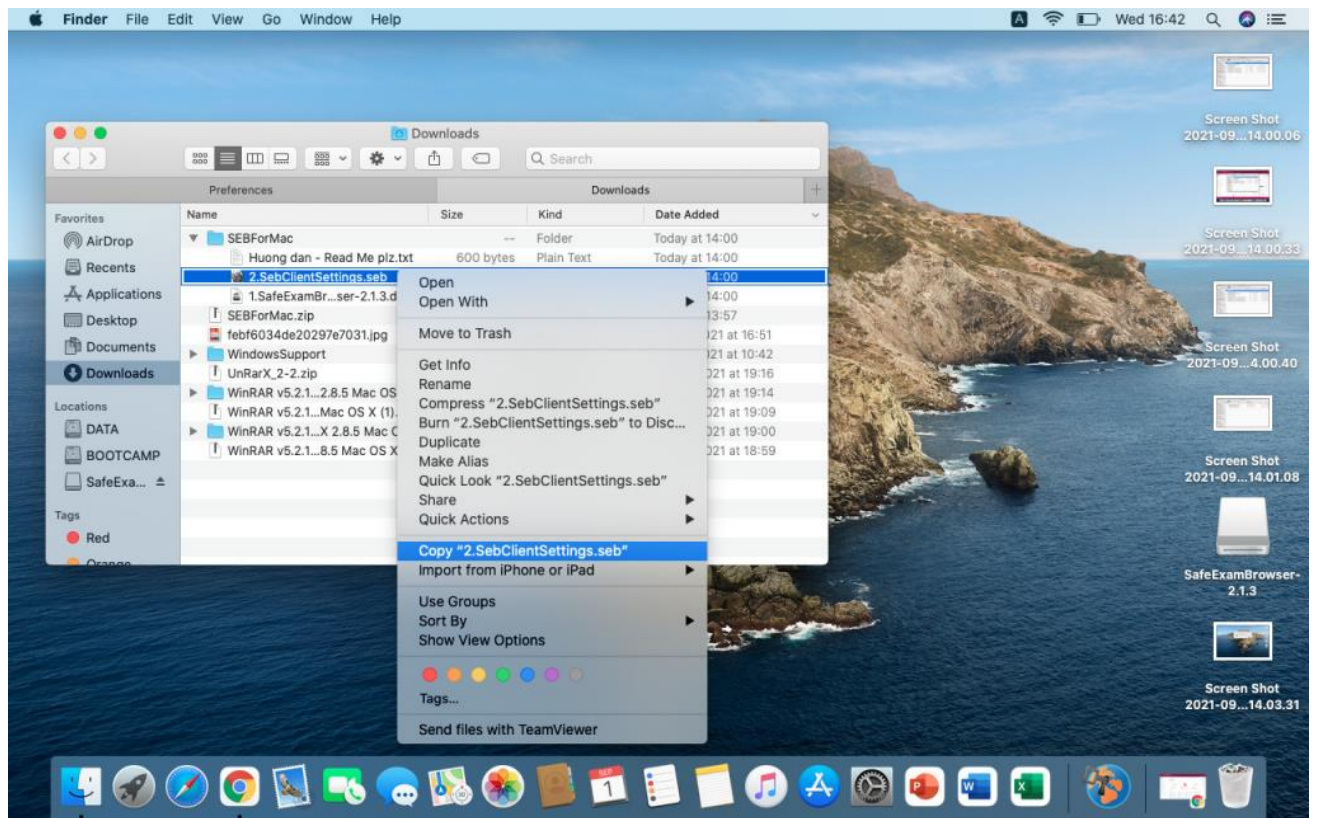 Finder File Edit View Go Window Help
A Wed 16:42
Downloads
Search
Preferences Downloads
Favorites
AirDrop
Recents
Applications
Desktop
Documents
Downloads
Locations
DATA
BOOTCAMP
SafeExa...
Tags
Red
Orange
Name Size Kind Date Added
SEBForMac -- Folder Today at 14:00
Huong dan - Read Me plz.txt 600 bytes Plain Text Today at 14:00
2.SebClientSettings.seb 14:00
1.SafeExamBr...ser-2.1.3.d 14:00
SEBForMac.zip 13:57
febf6034de20297e7031.jpg 021 at 16:51
WindowsSupport 021 at 10:42
UnRarX_2-2.zip 021 at 19:16
WinRAR v5.2.1...2.8.5 Mac OS 021 at 19:14
WinRAR v5.2.1...Mac OS X (1). 021 at 19:09
WinRAR v5.2.1...X 2.8.5 Mac O 021 at 19:00
WinRAR v5.2.1...8.5 Mac OS X 021 at 18:59
Open
Open With
Move to Trash
Get Info
Rename
Compress “2.SebClientSettings.seb”
Burn “2.SebClientSettings.seb” to Disc...
Duplicate
Make Alias
Quick Look “2.SebClientSettings.seb”
Share
Quick Actions
Copy “2.SebClientSettings.seb”
Import from iPhone or iPad
Use Groups
Sort By
Show View Options
Tags...
Send files with TeamViewer
Screen Shot
2021-09...14.00.06
Screen Shot
2021-09...14.00.33
Screen Shot
2021-09...4.00.40
Screen Shot
2021-09...14.01.08
SafeExamBrowser-
2.1.3
Screen Shot
2021-09...14.03.31
SEP
1
P
W
X